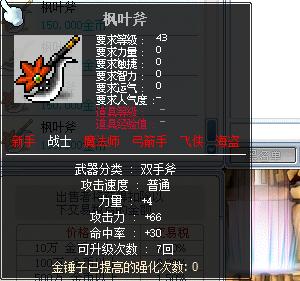 枫叶斧
枫叶斧
150,000金币
要求等级: 43
要求力量: -
要求敏捷: -
要求智力: -
要求运气: -
要求人气度: -
道具等级: -
道具经验值: -
新手 战士 魔法师 弓箭手 飞侠 海盗
枫叶斧
武器分类 : 双手斧
攻击速度 : 普通
力量 : +4
攻击力 : +66
命中率 : +30
可升级次数 : 7回
金锤子已提高的强化次数: 0